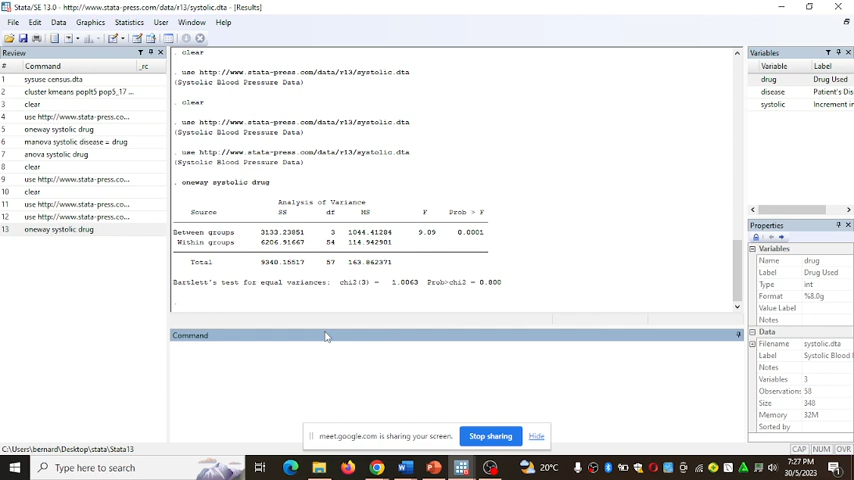 Stata/SE 13.0 - http://www.stata-press.com/data/r13/systolic.dta - [Results]
File Edit Data Graphics Statistics User Window Help
Review
# Command _rc
1 sysuse census.dta
2 cluster kmeans poplt5 pop5_17 ...
3 clear
4 use http://www.stata-press.co...
5 oneway systolic drug
6 manova systolic disease = drug
7 anova systolic drug
8 clear
9 use http://www.stata-press.co...
10 clear
11 use http://www.stata-press.co...
12 use http://www.stata-press.co...
13 oneway systolic drug
. clear
. use http://www.stata-press.com/data/r13/systolic.dta
(Systolic Blood Pressure Data)
. clear
. use http://www.stata-press.com/data/r13/systolic.dta
(Systolic Blood Pressure Data)
. use http://www.stata-press.com/data/r13/systolic.dta
(Systolic Blood Pressure Data)
. oneway systolic drug
Analysis of Variance
Source SS df MS F Prob > F
Between groups 3133.23851 3 1044.41284 9.09 0.0001
Within groups 6206.91667 54 114.942901
Total 9340.15517 57 163.862371
Bartlett's test for equal variances: chi2(3) = 1.0063 Prob>chi2 = 0.800
.
Command
Variables
Variable Label
drug Drug Used
disease Patient's Dis
systolic Increment in
Properties
Variables
Name drug
Label Drug Used
Type int
Format %8.0g
Value Label
Notes
Data
Filename systolic.dta
Label Systolic Blood P
Notes
Variables 3
Observations 58
Size 348
Memory 32M
Sorted by
meet.google.com is sharing your screen. Stop sharing Hide
C:\Users\bernard\Desktop\stata\Stata13
CAP NUM OVR
Type here to search
20°C
7:27 PM
30/5/2023